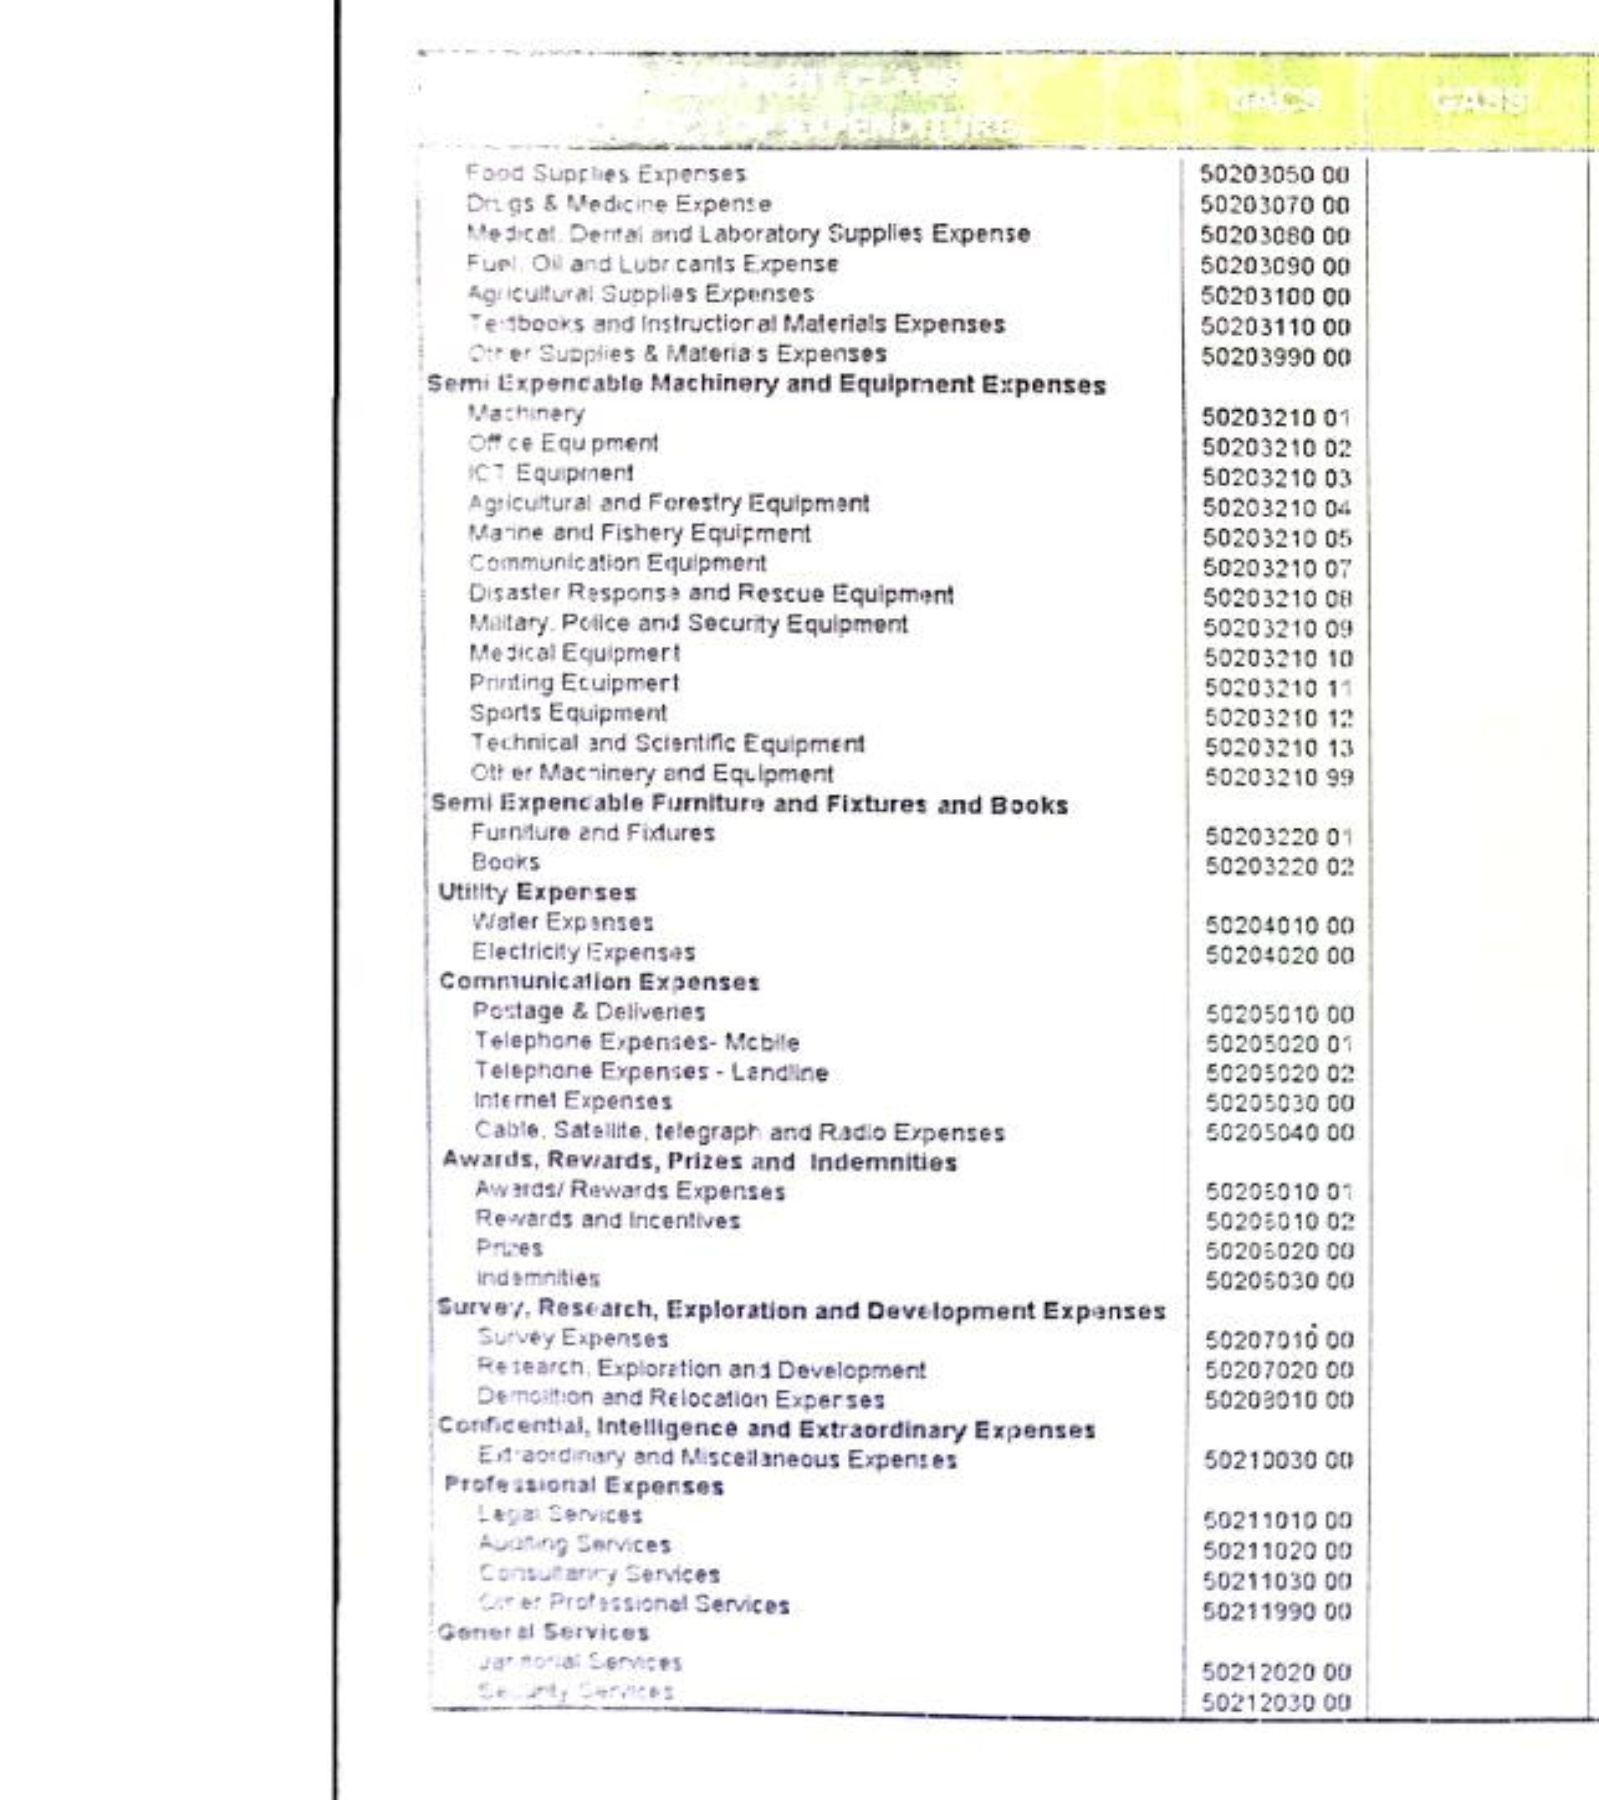 OF EXPENDITURE
UACS
GASS
Food Supplies Expenses 50203050 00
Drugs & Medicine Expense 50203070 00
Medical, Dental and Laboratory Supplies Expense 50203080 00
Fuel, Oil and Lubricants Expense 50203090 00
Agricultural Supplies Expenses 50203100 00
Textbooks and Instructional Materials Expenses 50203110 00
Other Supplies & Materials Expenses 50203990 00
Semi Expendable Machinery and Equipment Expenses
Machinery 50203210 01
Office Equipment 50203210 02
ICT Equipment 50203210 03
Agricultural and Forestry Equipment 50203210 04
Marine and Fishery Equipment 50203210 05
Communication Equipment 50203210 07
Disaster Response and Rescue Equipment 50203210 08
Military, Police and Security Equipment 50203210 09
Medical Equipment 50203210 10
Printing Equipment 50203210 11
Sports Equipment 50203210 12
Technical and Scientific Equipment 50203210 13
Other Machinery and Equipment 50203210 99
Semi Expendable Furniture and Fixtures and Books
Furniture and Fixtures 50203220 01
Books 50203220 02
Utility Expenses
Water Expenses 50204010 00
Electricity Expenses 50204020 00
Communication Expenses
Postage & Deliveries 50205010 00
Telephone Expenses- Mobile 50205020 01
Telephone Expenses - Landline 50205020 02
Internet Expenses 50205030 00
Cable, Satellite, telegraph and Radio Expenses 50205040 00
Awards, Rewards, Prizes and Indemnities
Awards/ Rewards Expenses 50206010 01
Rewards and Incentives 50206010 02
Prizes 50206020 00
Indemnities 50206030 00
Survey, Research, Exploration and Development Expenses
Survey Expenses 50207010 00
Research, Exploration and Development 50207020 00
Demolition and Relocation Expenses 50208010 00
Confidential, Intelligence and Extraordinary Expenses
Extraordinary and Miscellaneous Expenses 50210030 00
Professional Expenses
Legal Services 50211010 00
Auditing Services 50211020 00
Consultancy Services 50211030 00
Other Professional Services 50211990 00
General Services
Janitorial Services 50212020 00
Security Services 50212030 00